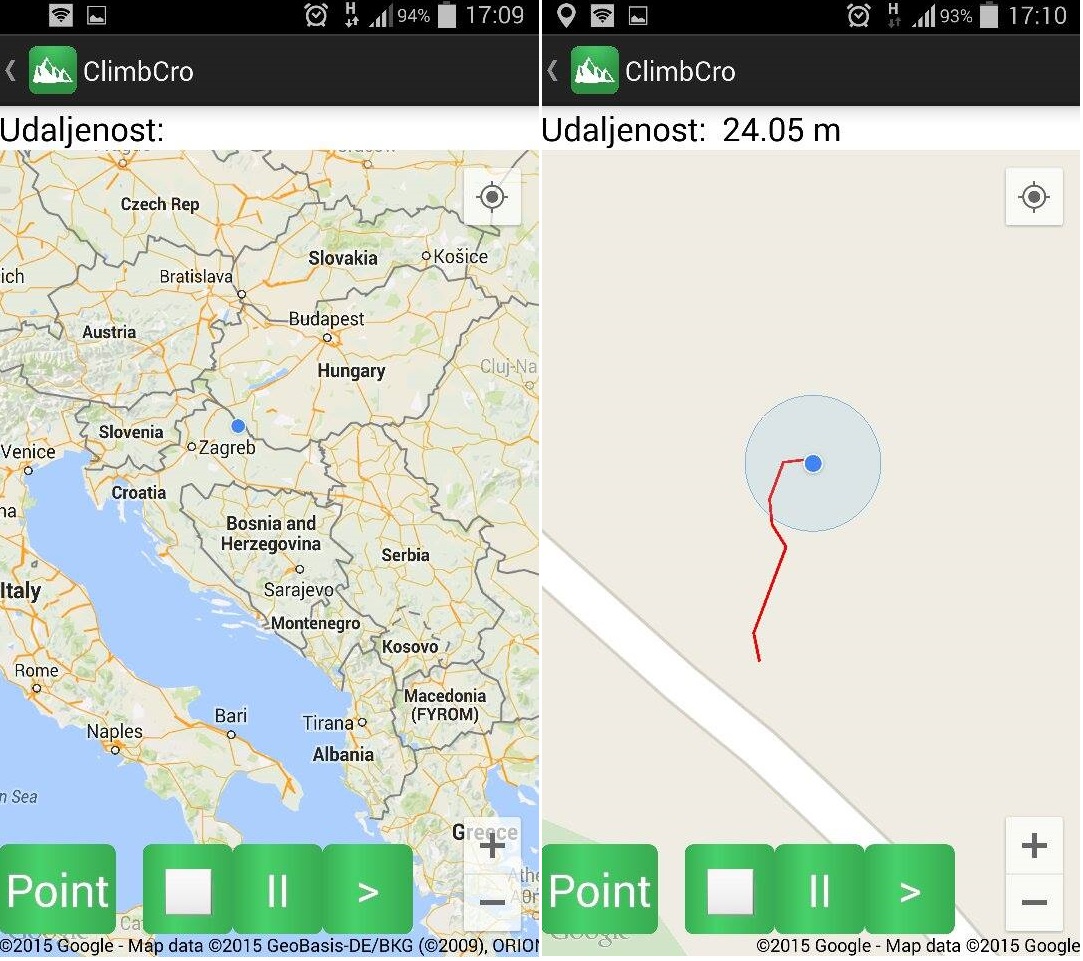 94% 17:09
ClimbCro
Udaljenost:
Czech Rep
Slovakia
Košice
ich
Bratislava
Austria
Budapest
Hungary
Cluj-Na
Slovenia
Zagreb
Venice
Croatia
na
Bosnia and
Herzegovina
Serbia
Italy
Sarajevo
Montenegro
Kosovo
Rome
Macedonia
(FYROM)
Bari
Tirana
Naples
Albania
n Sea
Greece
+
Point || >
−
©2015 Google - Map data ©2015 GeoBasis-DE/BKG (©2009), ORION
H 93% 17:10
ClimbCro
Udaljenost: 24.05 m
+
Point || >
−
Google
©2015 Google - Map data ©2015 Google